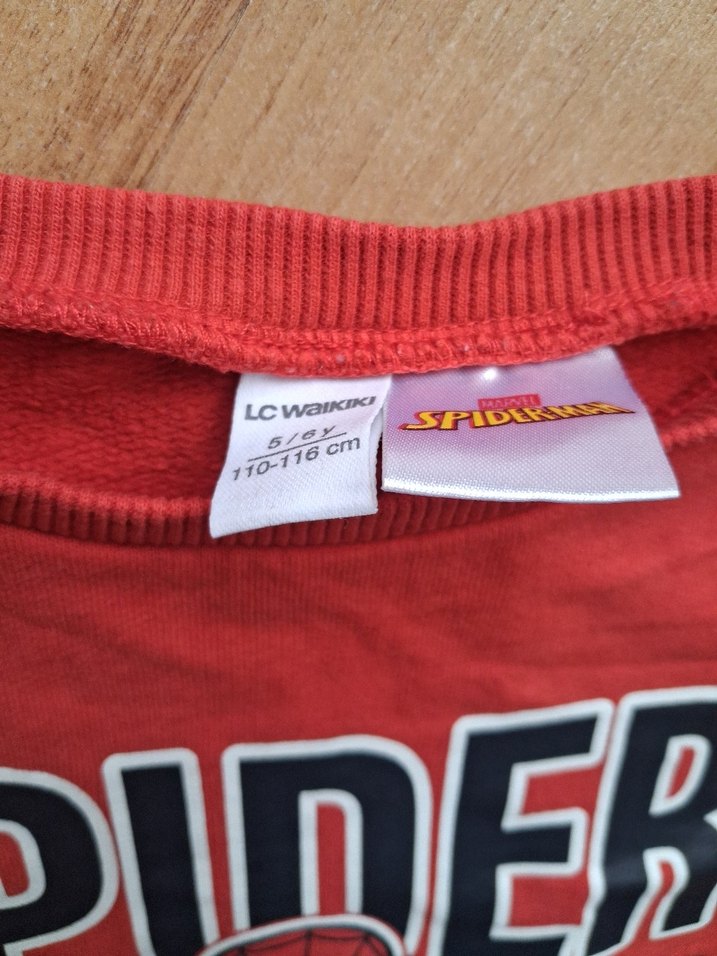 LC WAIKIKI
5/6 y
110-116 cm
MARVEL
SPIDER-MAN
PIDER